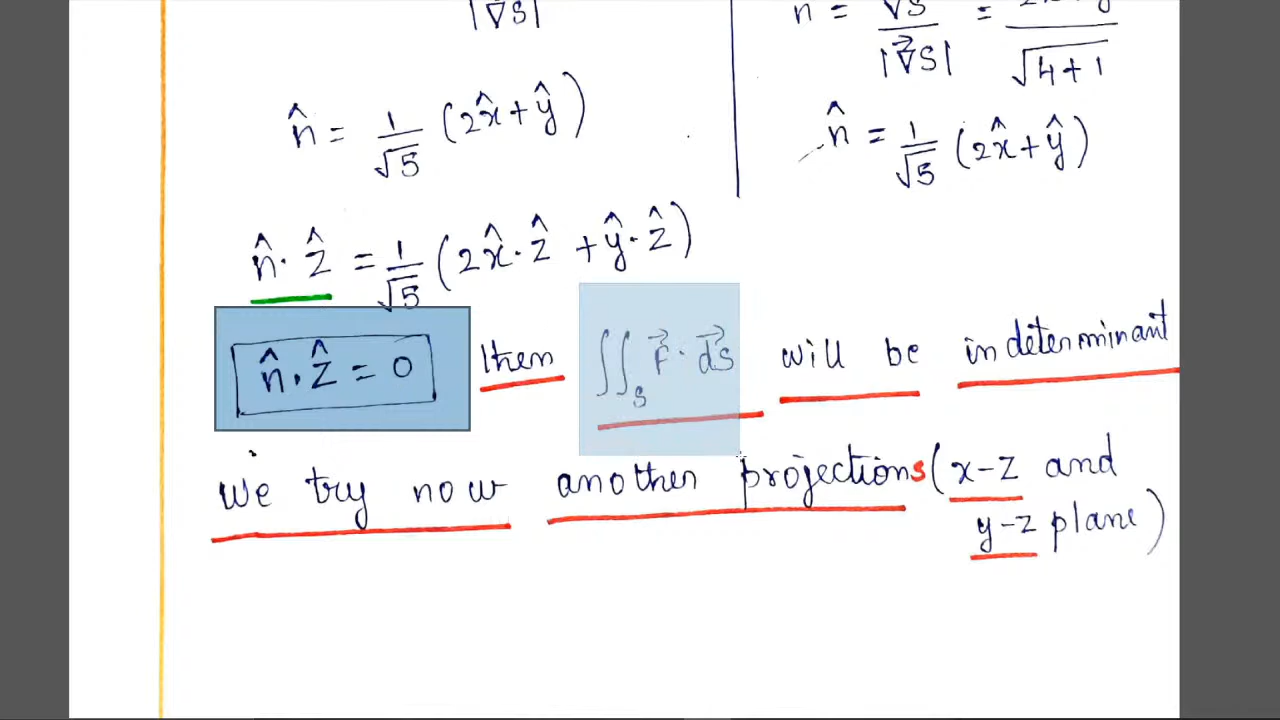 |∇S|
n = ∇S / |∇⃗S| = / √4+1
n̂ = 1/√5 (2x̂ + ŷ)
n̂ = 1/√5 (2x̂ + ŷ)
n̂ · ẑ = 1/√5 (2x̂ · ẑ + ŷ · ẑ)
n̂ · ẑ = 0 then ∬_S F⃗ · ds⃗ will be indeterminant
we try now another projections (x-z and
y-z plane)